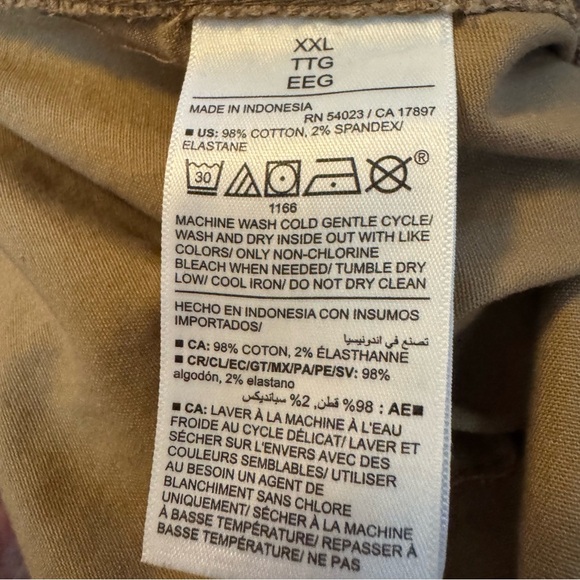 XXL
TTG
EEG
MADE IN INDONESIA
RN 54023 / CA 17897
■ US: 98% COTTON, 2% SPANDEX/
ELASTANE
30
®
1166
MACHINE WASH COLD GENTLE CYCLE/
WASH AND DRY INSIDE OUT WITH LIKE
COLORS/ ONLY NON-CHLORINE
BLEACH WHEN NEEDED/ TUMBLE DRY
LOW/ COOL IRON/ DO NOT DRY CLEAN
HECHO EN INDONESIA CON INSUMOS
IMPORTADOS/
تصنع في اندونيسيا
■ CA: 98% COTON, 2% ÉLASTHANNE
■ CR/CL/EC/GT/MX/PA/PE/SV: 98%
algodón, 2% elastano
■AE : 98% قطن, 2% سباندیكس
■ CA: LAVER À LA MACHINE À L'EAU
FROIDE AU CYCLE DÉLICAT/ LAVER ET
SÉCHER SUR L'ENVERS AVEC DES
COULEURS SEMBLABLES/ UTILISER
AU BESOIN UN AGENT DE
BLANCHIMENT SANS CHLORE
UNIQUEMENT/ SÉCHER À LA MACHINE
À BASSE TEMPÉRATURE/ REPASSER À
BASSE TEMPÉRATURE/ NE PAS